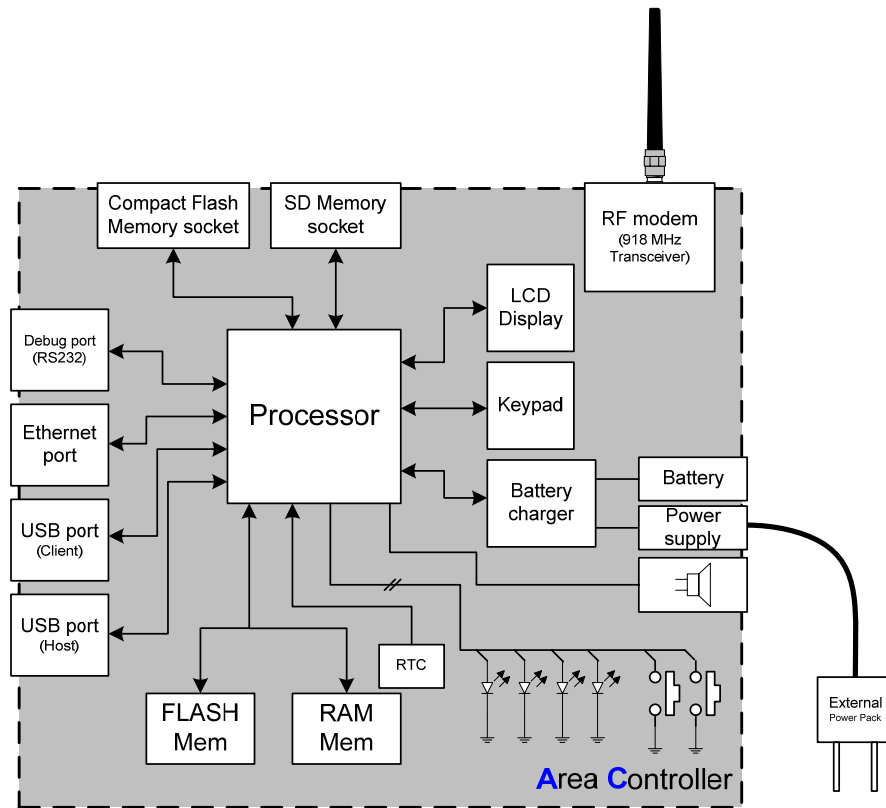 Compact Flash
Memory socket
SD Memory
socket
RF modem
(918 MHz
Transceiver)
LCD
Display
Debug port
(RS232)
Processor
Keypad
Ethernet
port
Battery
charger
Battery
Power
supply
USB port
(Client)
USB port
(Host)
RTC
FLASH
Mem
RAM
Mem
External
Power Pack
Area Controller